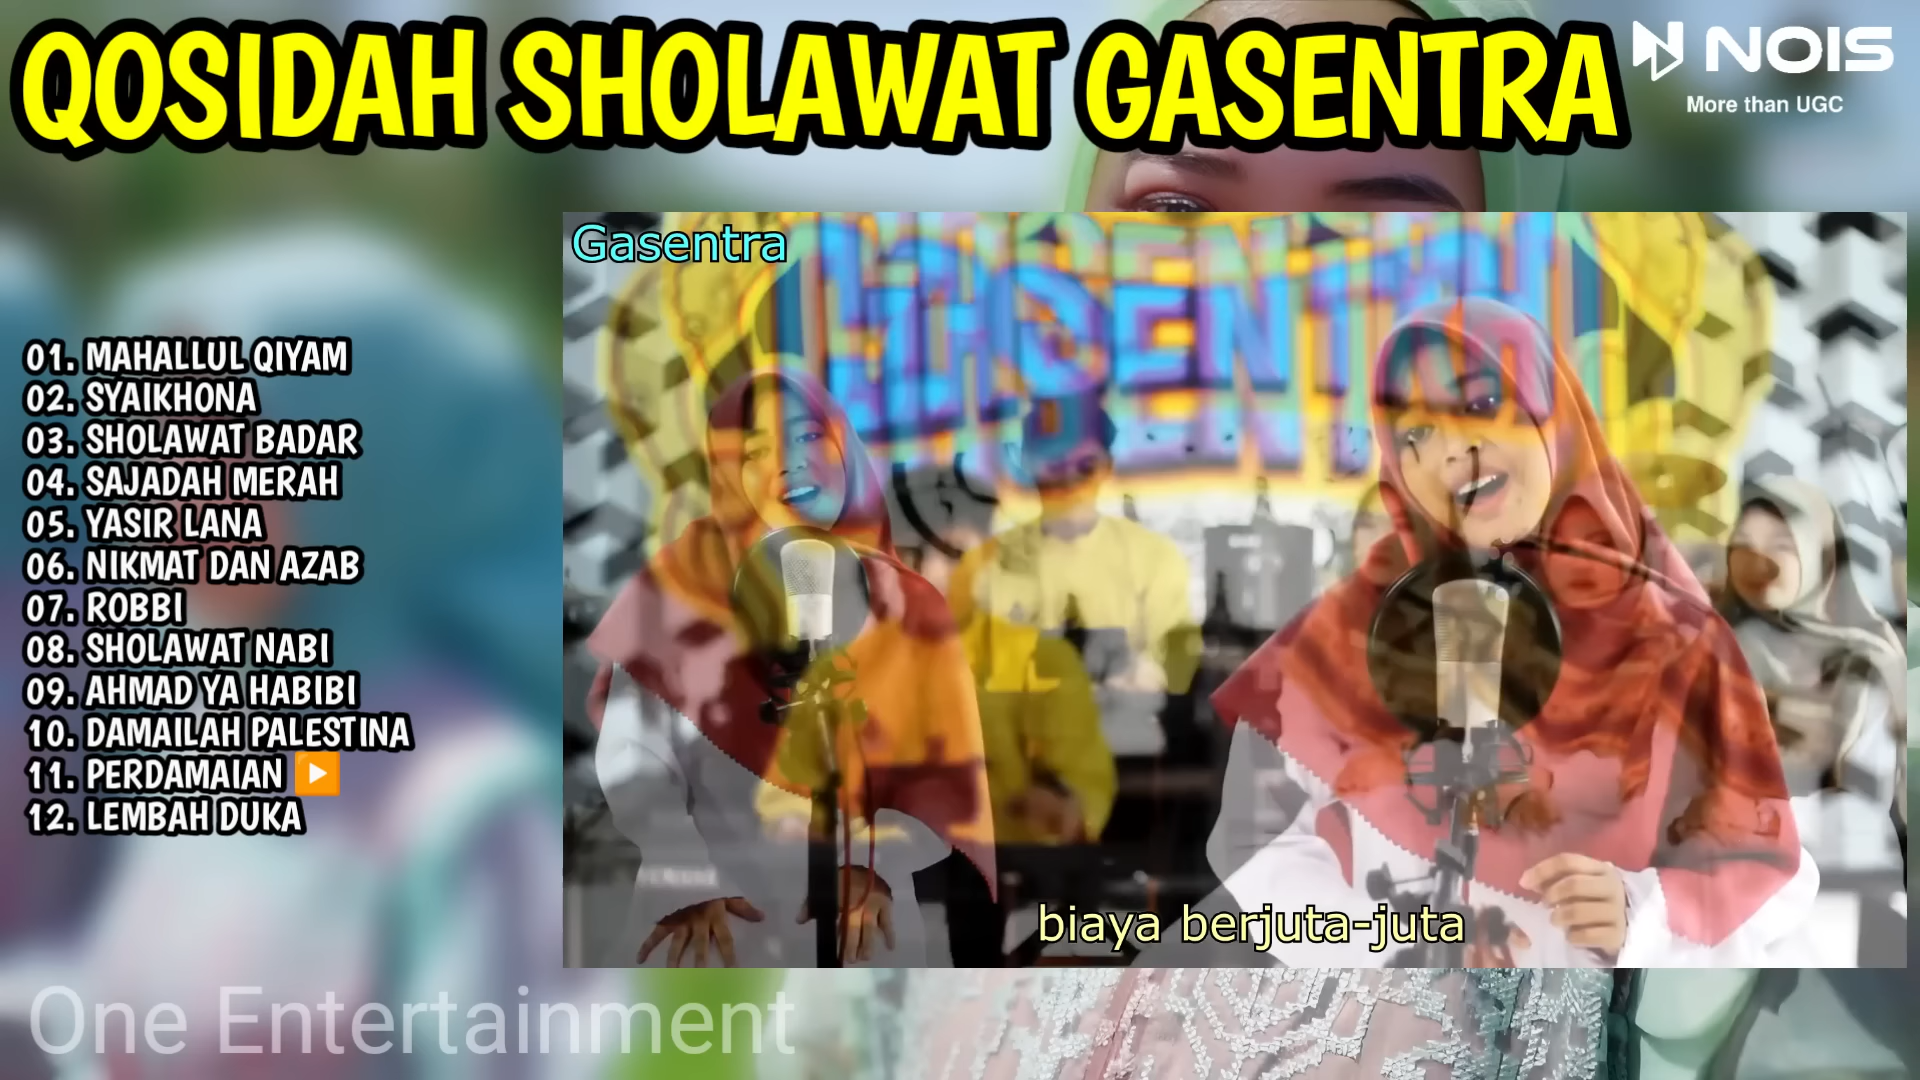 QOSIDAH SHOLAWAT GASENTRA
NOIS
More than UGC
Gasentra
GASENTRA
01. MAHALLUL QIYAM
02. SYAIKHONA
03. SHOLAWAT BADAR
04. SAJADAH MERAH
05. YASIR LANA
06. NIKMAT DAN AZAB
07. ROBBI
08. SHOLAWAT NABI
09. AHMAD YA HABIBI
10. DAMAILAH PALESTINA
11. PERDAMAIAN ▶️
12. LEMBAH DUKA
biaya berjuta-juta
One Entertainment